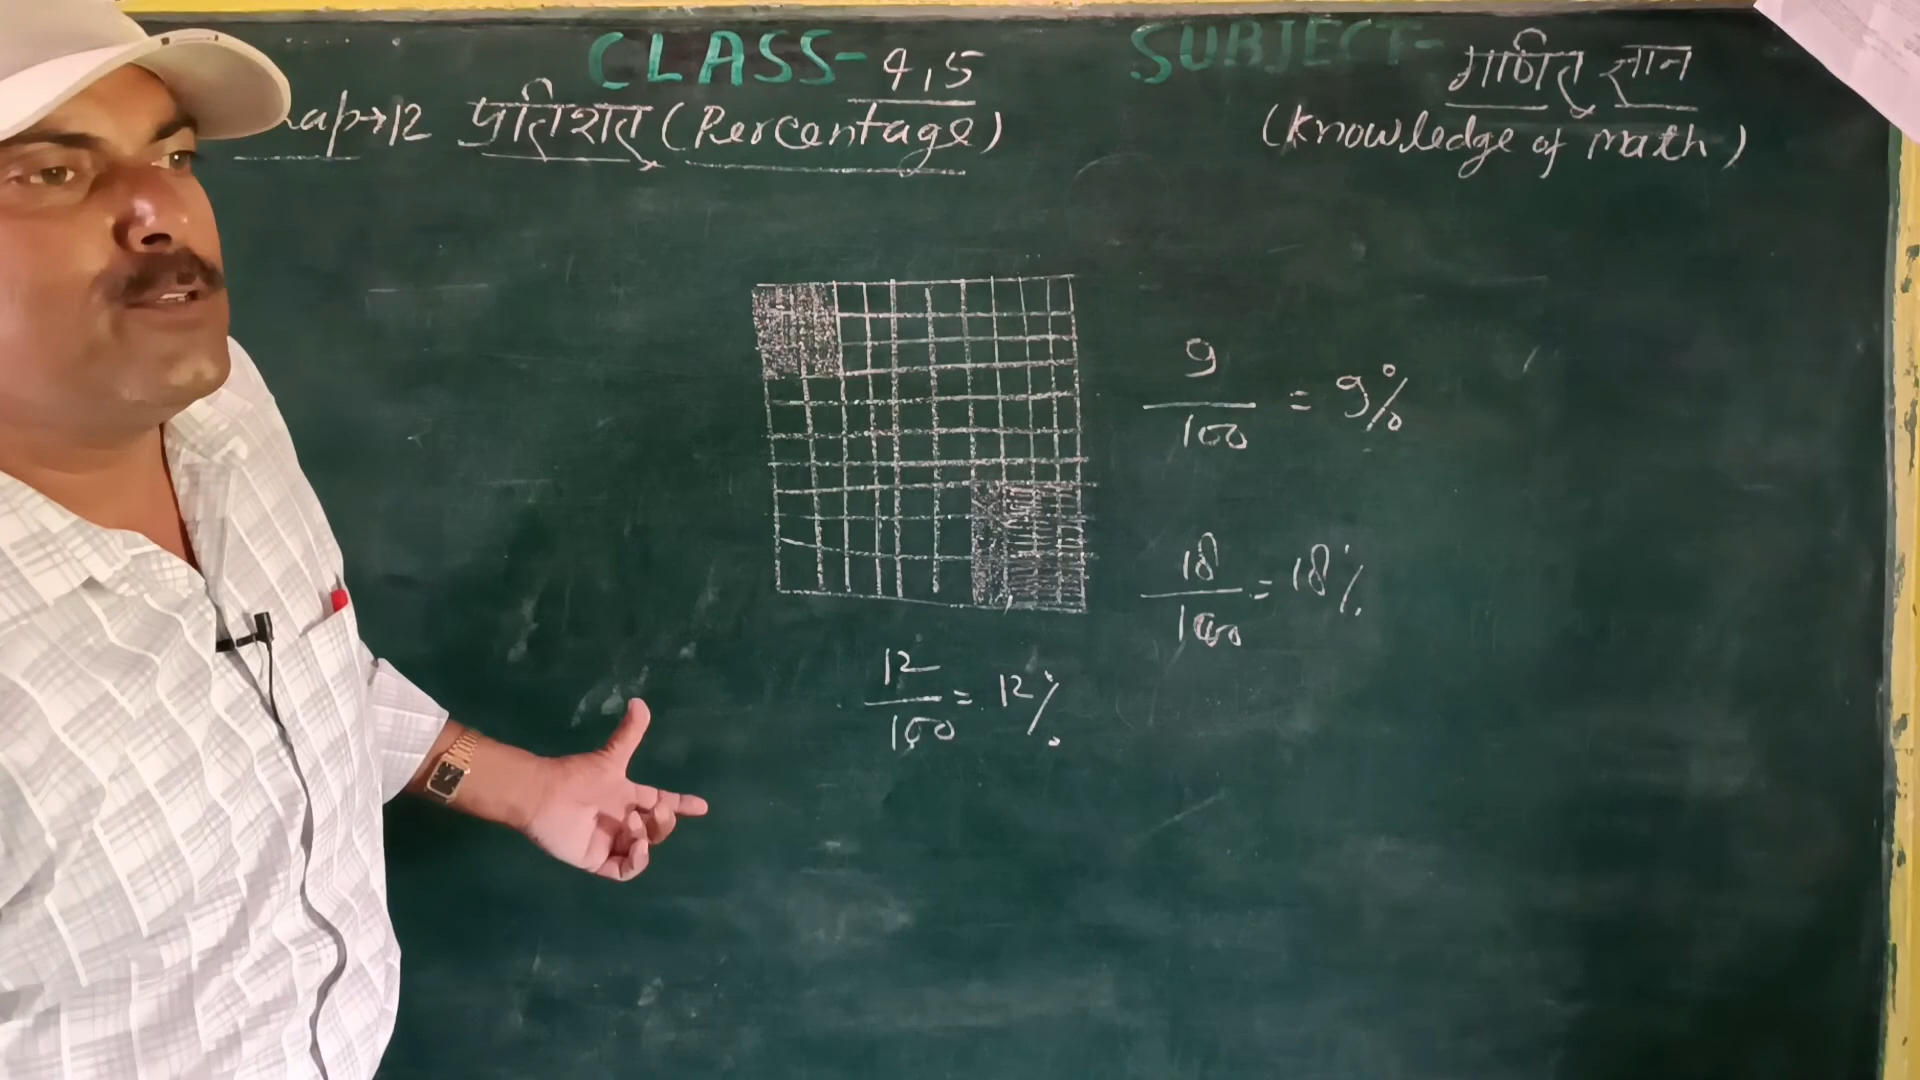 CLASS- 4,5
SUBJECT- गणित ज्ञान
hap→12 प्रतिशत (Percentage)
(Knowledge of math)
9/100 = 9%
18/100 = 18%
12/100 = 12%